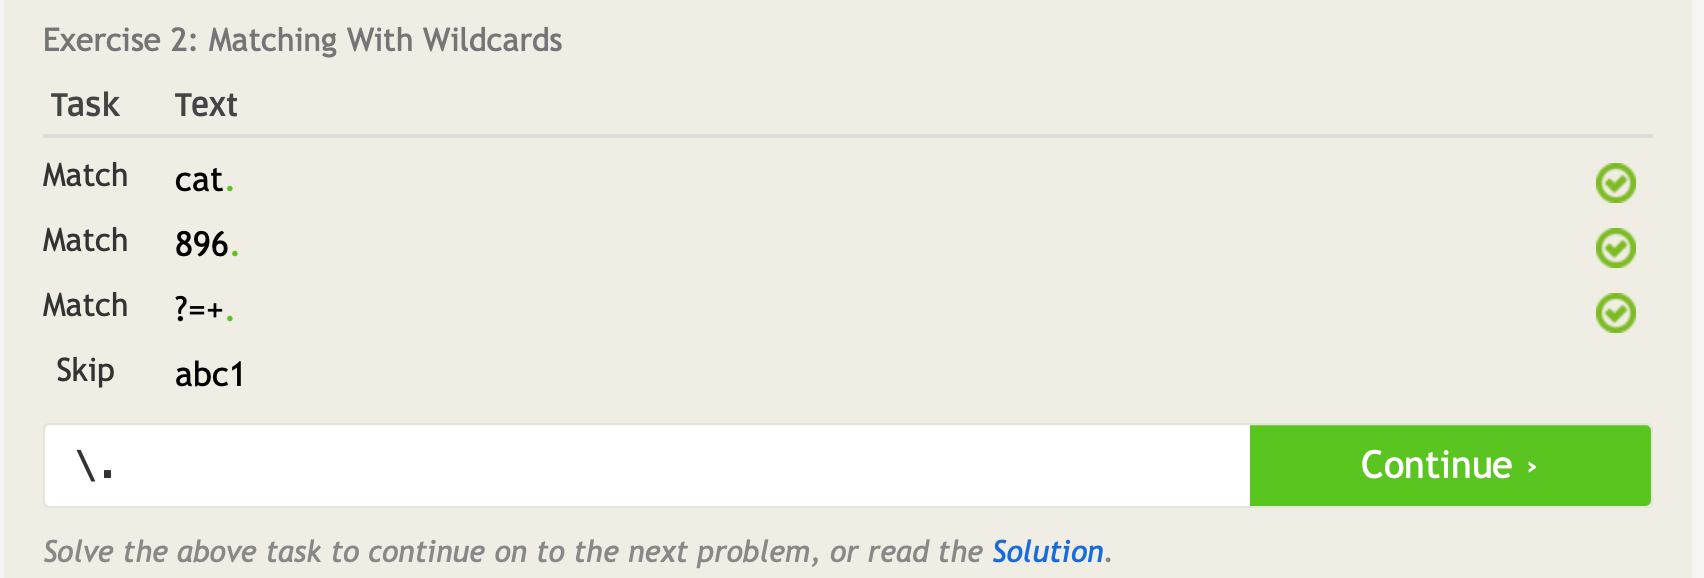 Exercise 2: Matching With Wildcards
Task Text
Match cat.
Match 896.
Match ?=+.
Skip abc1
\.
Continue ›
Solve the above task to continue on to the next problem, or read the Solution.